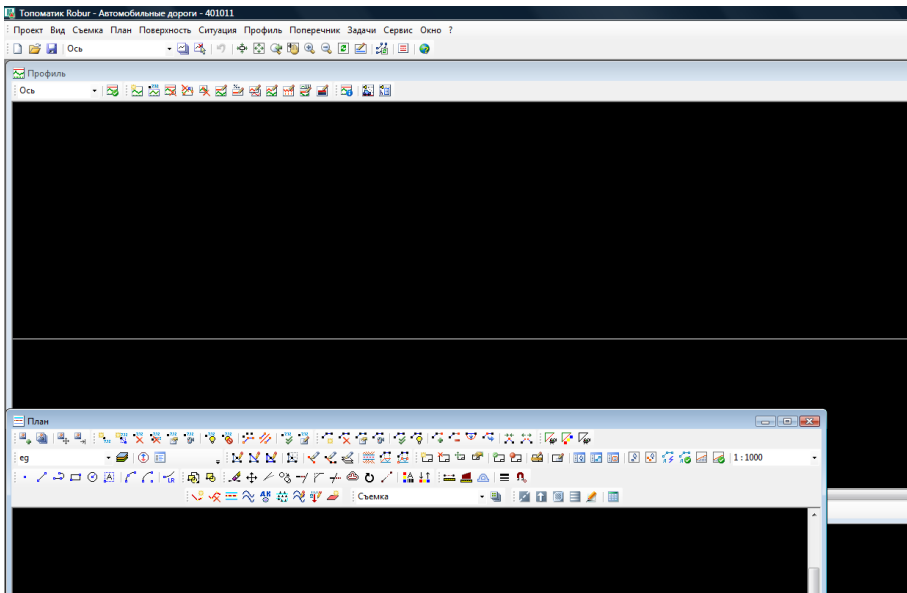 Топоматик Robur - Автомобильные дороги - 401011
Проект Вид Съемка План Поверхность Ситуация Профиль Поперечник Задачи Сервис Окно ?
Ось
Профиль
Ось
План
eg
1 : 1000
Съемка